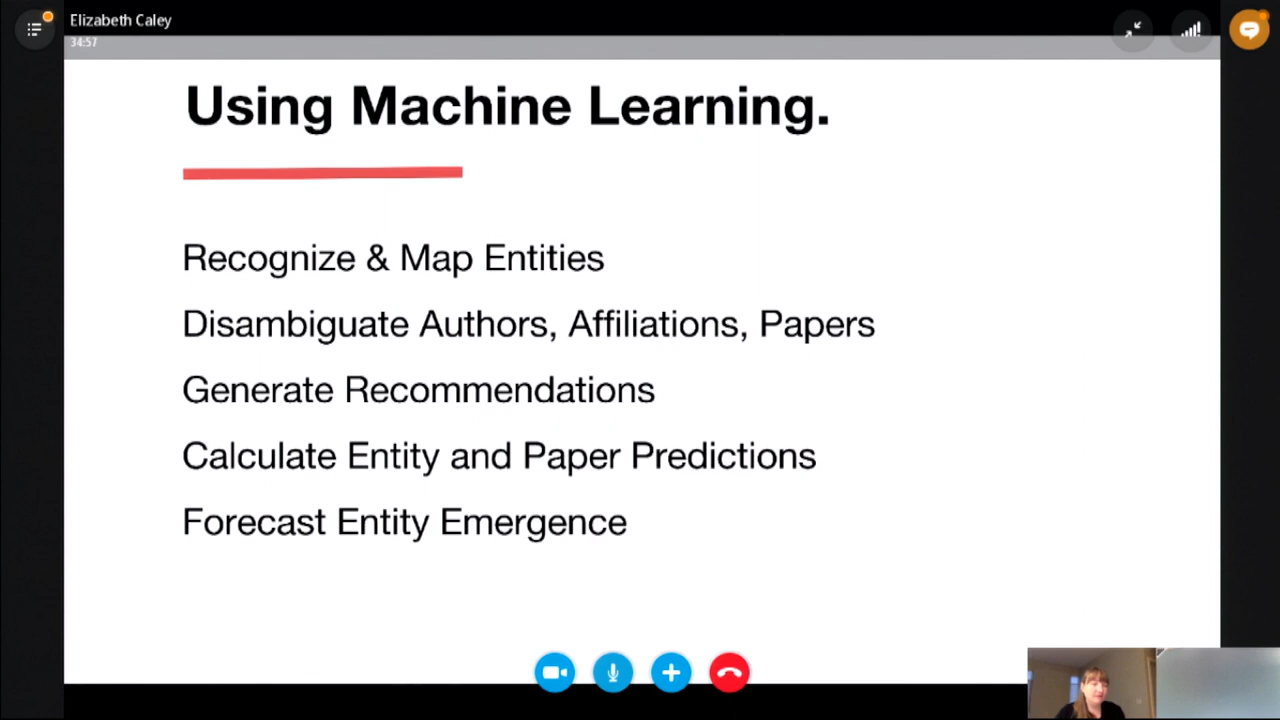 Elizabeth Caley
34:57
Using Machine Learning.
Recognize & Map Entities
Disambiguate Authors, Affiliations, Papers
Generate Recommendations
Calculate Entity and Paper Predictions
Forecast Entity Emergence